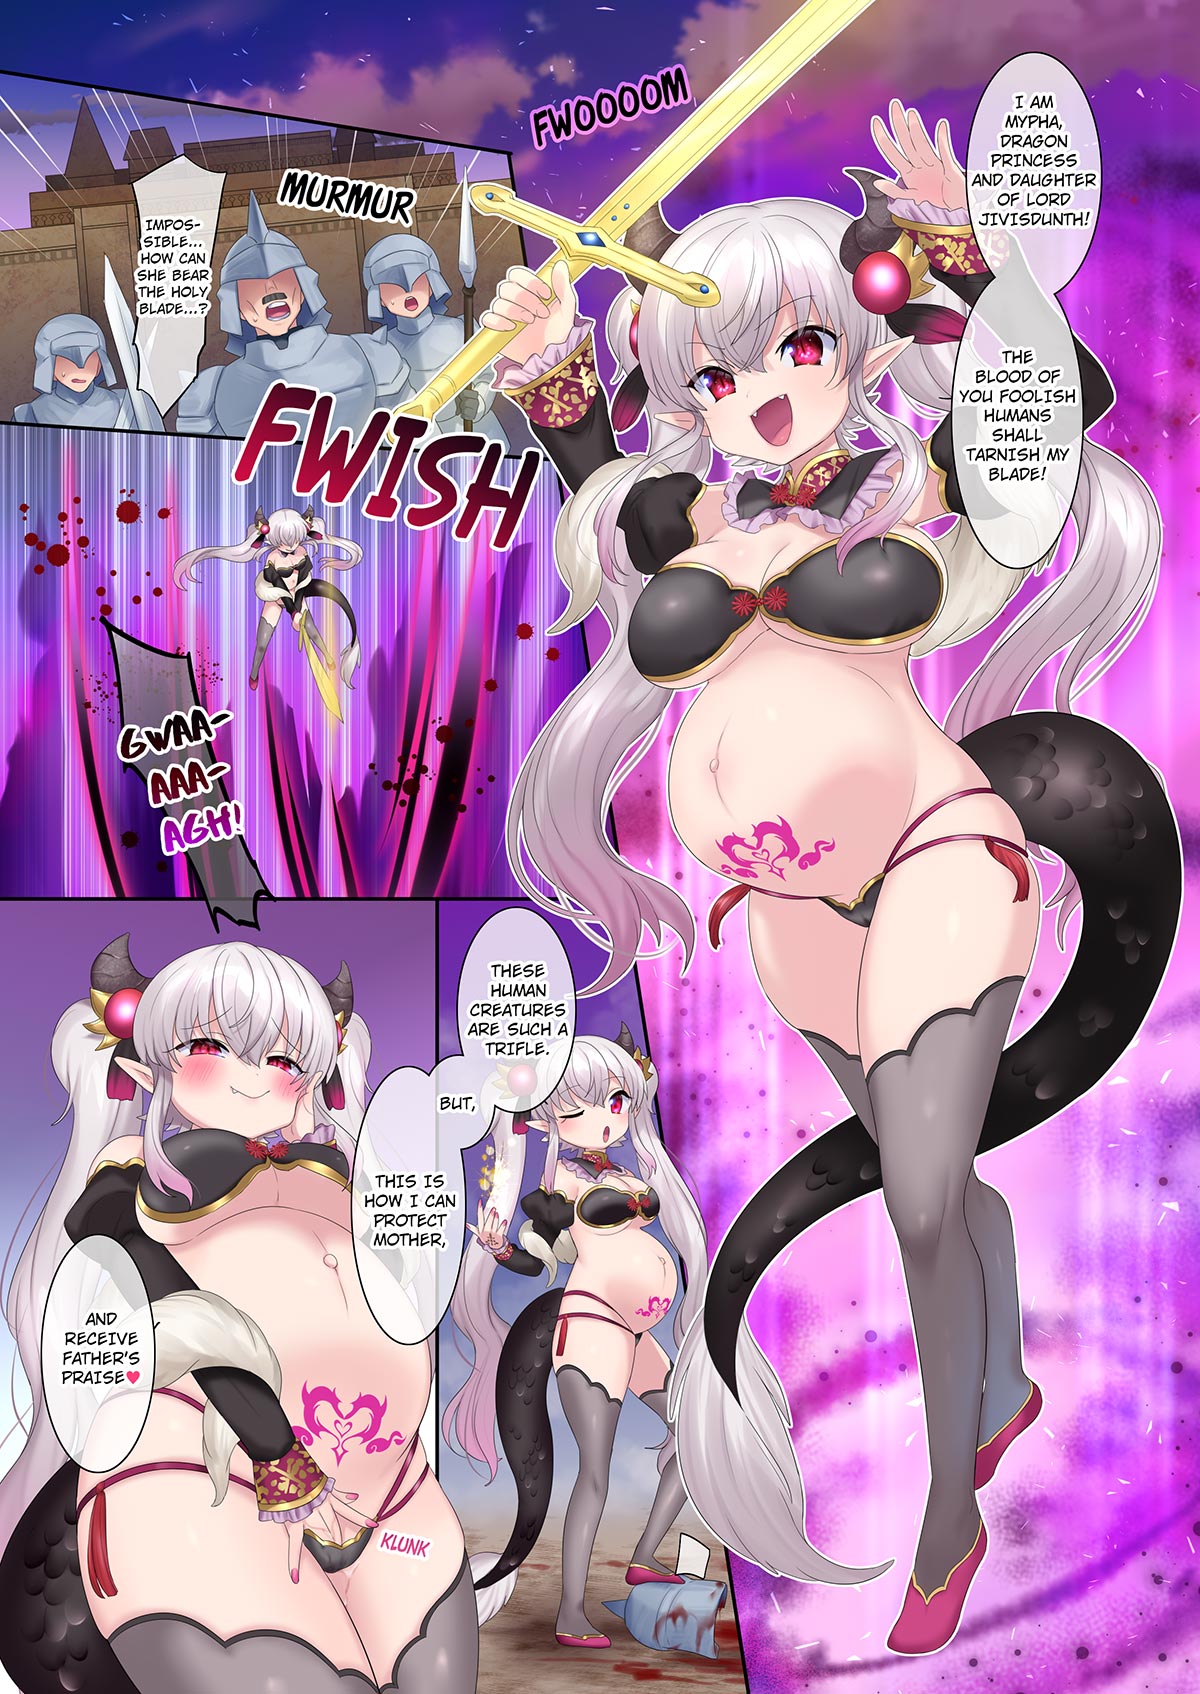 FWOOOOM
I AM
MYPHA,
DRAGON
PRINCESS
AND DAUGHTER
OF LORD
JIVISDUNTH!
THE
BLOOD OF
YOU FOOLISH
HUMANS
SHALL
TARNISH MY
BLADE!
MURMUR
IMPOS-
SIBLE...
HOW CAN
SHE BEAR
THE HOLY
BLADE...?
FWISH
GWAA-
AAA-
AGH!
THESE
HUMAN
CREATURES
ARE SUCH A
TRIFLE.
BUT,
THIS IS
HOW I CAN
PROTECT
MOTHER,
AND
RECEIVE
FATHER'S
PRAISE♥
KLUNK